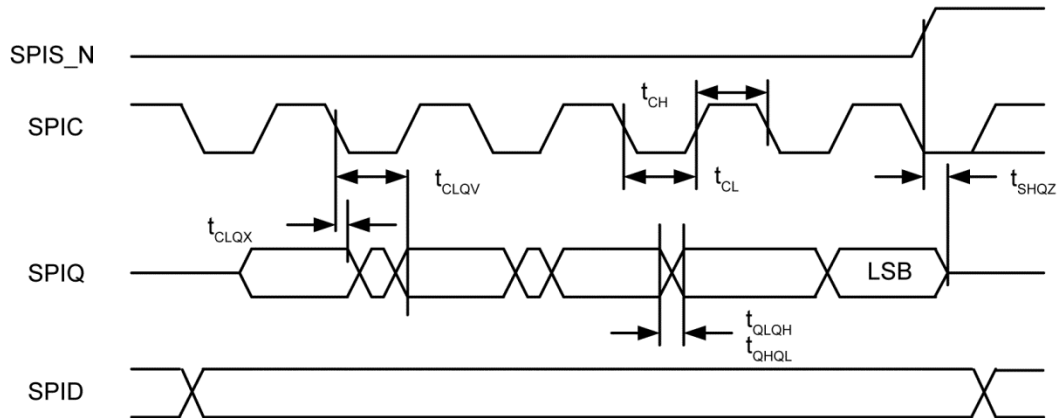 SPIS_N
SPIC
t_CH
t_CLQV
t_CL
t_SHQZ
t_CLQX
SPIQ
LSB
t_QLQH
t_QHQL
SPID